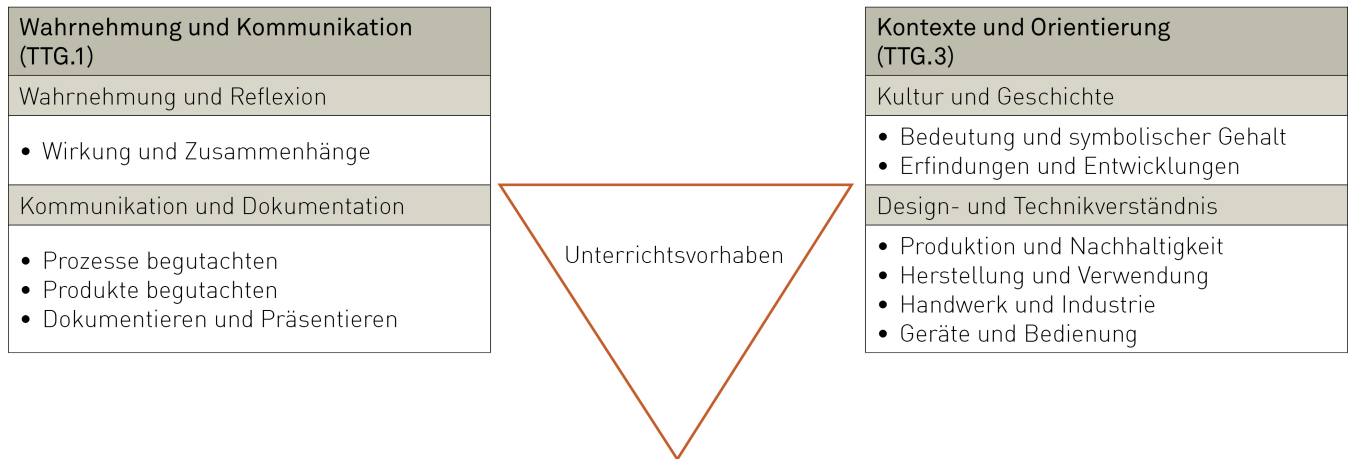 Wahrnehmung und Kommunikation
(TTG.1)
Wahrnehmung und Reflexion
• Wirkung und Zusammenhänge
Kommunikation und Dokumentation
• Prozesse begutachten
• Produkte begutachten
• Dokumentieren und Präsentieren
Unterrichtsvorhaben
Kontexte und Orientierung
(TTG.3)
Kultur und Geschichte
• Bedeutung und symbolischer Gehalt
• Erfindungen und Entwicklungen
Design- und Technikverständnis
• Produktion und Nachhaltigkeit
• Herstellung und Verwendung
• Handwerk und Industrie
• Geräte und Bedienung